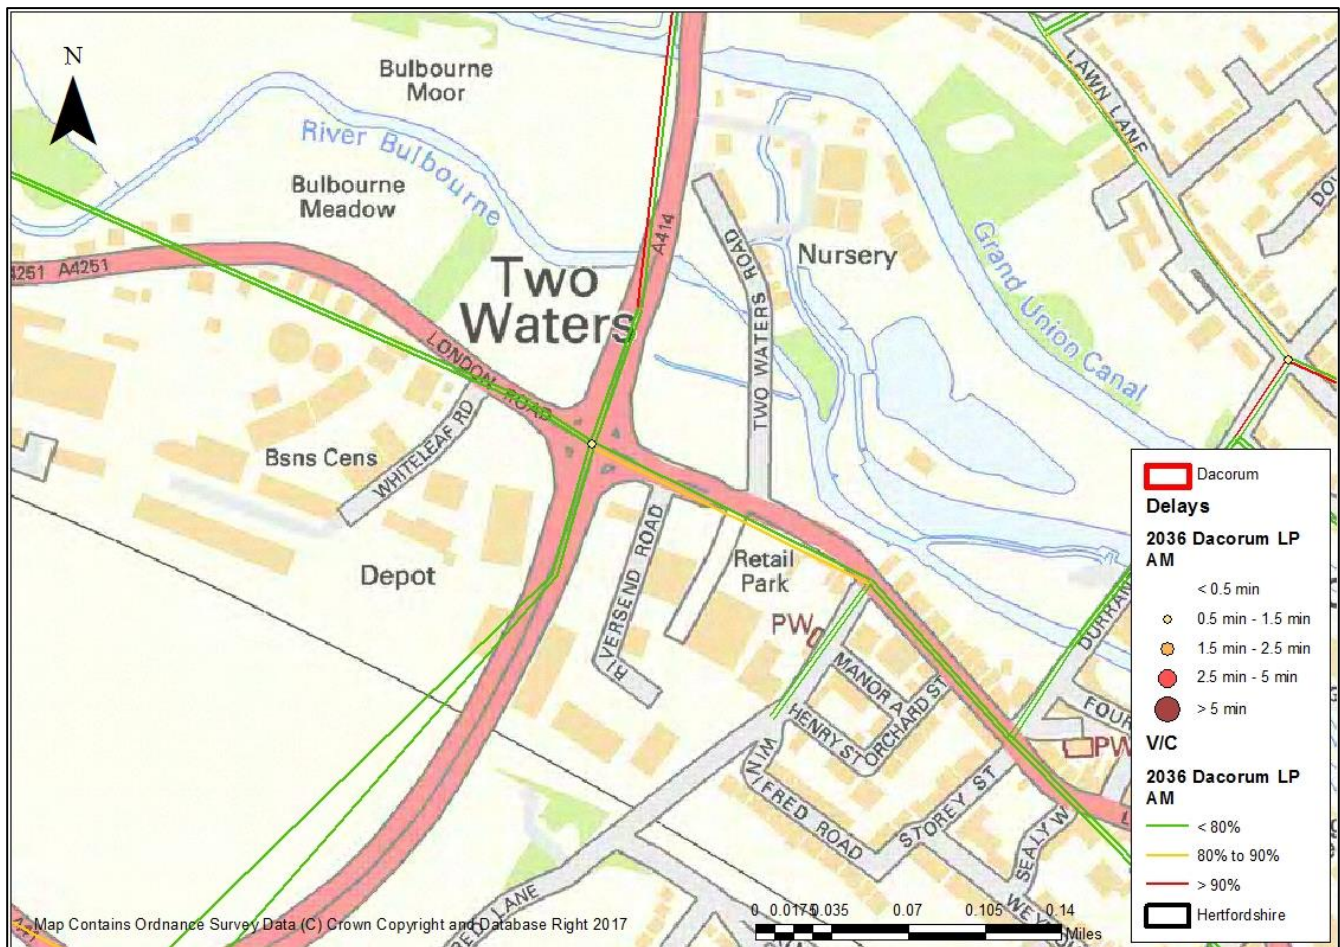 N
Bulbourne
Moor
River Bulbourne
Bulbourne
Meadow
A4251
Two
Waters
A414
LONDON ROAD
WHITELEAF RD
Bsns Cens
Depot
RIVERSEND ROAD
TWO WATERS ROAD
Nursery
Grand Union Canal
LAWN LANE
Retail
Park
PW
MANOR A
HENRY ST
ORCHARD ST
WINIFRED ROAD
STOREY ST
SEALY W
PW
FOUR
LANE
Dacorum
Delays
2036 Dacorum LP
AM
< 0.5 min
0.5 min - 1.5 min
1.5 min - 2.5 min
2.5 min - 5 min
> 5 min
V/C
2036 Dacorum LP
AM
< 80%
80% to 90%
> 90%
Hertfordshire
Map Contains Ordnance Survey Data (C) Crown Copyright and Database Right 2017
0 0.0175 0.035 0.07 0.105 0.14
Miles